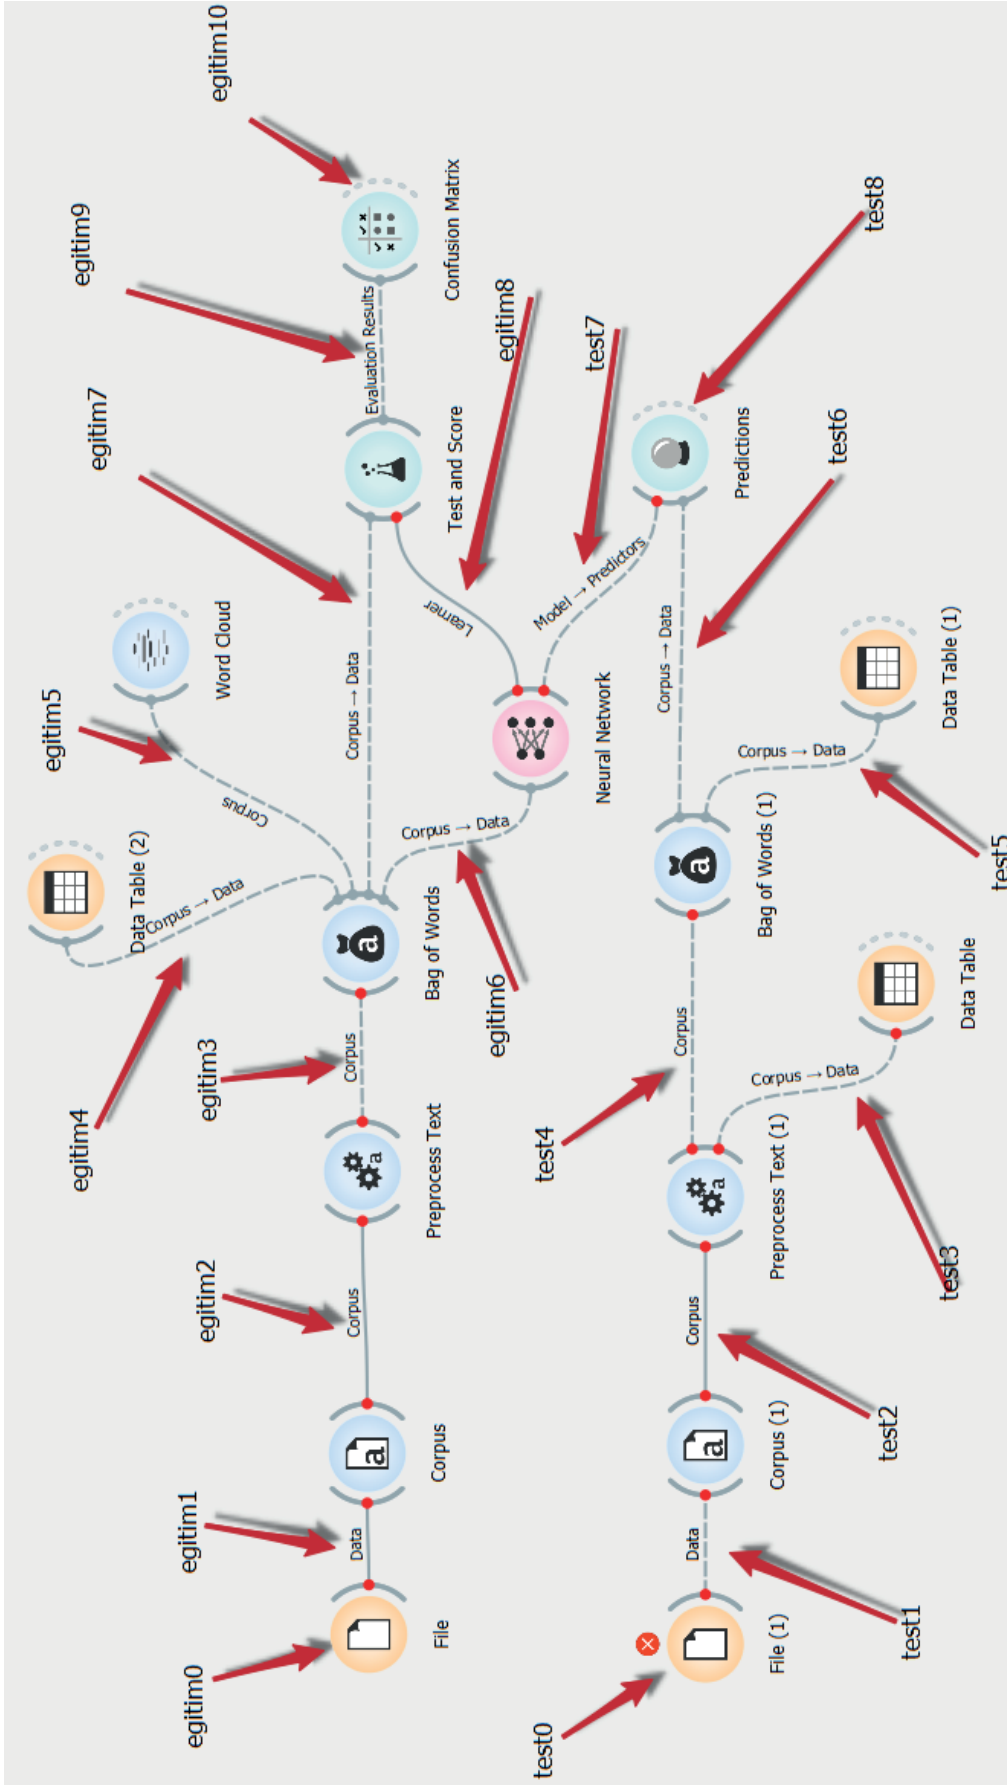 egitim10
egitim9
egitim7
egitim5
egitim4
egitim3
egitim2
egitim1
egitim0
Data Table (2)
Corpus → Data
Word Cloud
Corpus
File
Data
Corpus
Corpus
Preprocess Text
Corpus
Bag of Words
Corpus → Data
Test and Score
Evaluation Results
Confusion Matrix
Corpus → Data
egitim6
Neural Network
Learner
egitim8
Model → Predictors
test7
Predictions
test8
test0
File (1)
Data
test1
Corpus (1)
Corpus
test2
Preprocess Text (1)
Corpus
test4
Corpus → Data
test3
Data Table
Bag of Words (1)
Corpus → Data
test6
Corpus → Data
test5
Data Table (1)